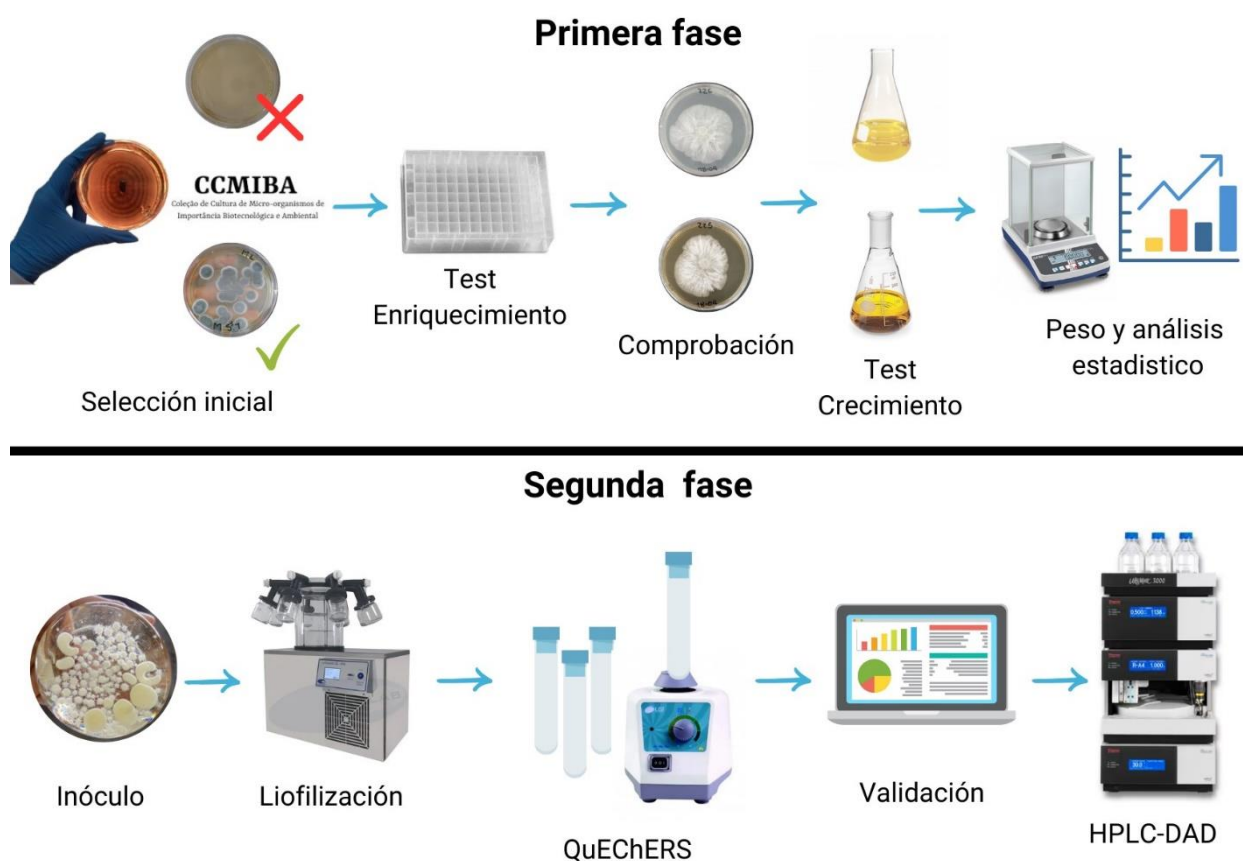 Primera fase
CCMIBA
Coleção de Cultura de Micro-organismos de
Importância Biotecnológica e Ambiental
Selección inicial
Test
Enriquecimiento
Comprobación
Test
Crecimiento
Peso y análisis
estadistico
Segunda fase
Inóculo
Liofilización
QuEChERS
Validación
HPLC-DAD